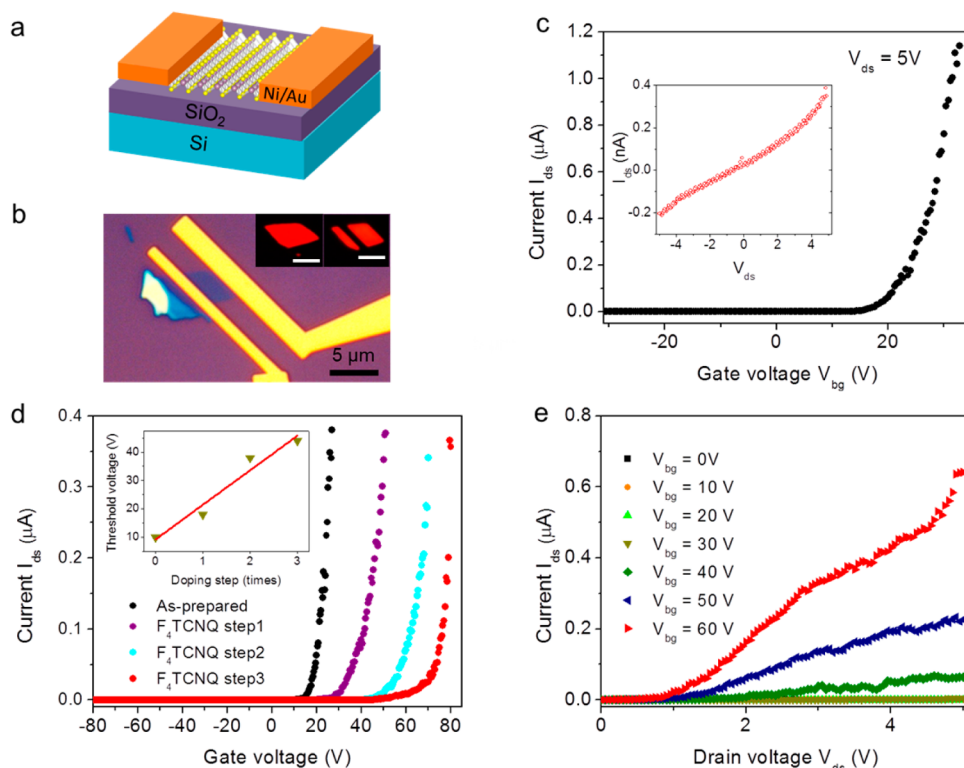 a
Ni/Au
SiO2
Si
b
5 μm
c
Vds = 5V
Current Ids (μA)
1.2
1.0
0.8
0.6
0.4
0.2
0.0
-20
0
20
Gate voltage Vbg (V)
Ids (nA)
0.4
0.2
0.0
-0.2
-4
-2
0
2
4
Vds
d
Current Ids (μA)
0.4
0.3
0.2
0.1
0.0
-80
-60
-40
-20
0
20
40
60
80
Gate voltage (V)
Threshold voltage (V)
40
30
20
10
0
1
2
3
Doping step (times)
As-prepared
F4TCNQ step1
F4TCNQ step2
F4TCNQ step3
e
Current Ids (μA)
0.8
0.6
0.4
0.2
0.0
0
2
4
Drain voltage Vds (V)
Vbg = 0V
Vbg = 10 V
Vbg = 20 V
Vbg = 30 V
Vbg = 40 V
Vbg = 50 V
Vbg = 60 V